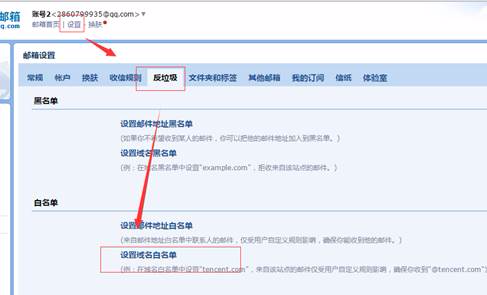 邮箱
qq.com
账号2<2860799935@qq.com>▼
邮箱首页 | 设置 - 换肤
邮箱设置
常规 帐户 换肤 收信规则 反垃圾 文件夹和标签 其他邮箱 我的订阅 信纸 体验室
黑名单
设置邮件地址黑名单
(如果你不希望收到某人的邮件，你可以把他的邮件地址加入到黑名单。)
设置域名黑名单
(例：在域名黑名单中设置"example.com"，拒收来自该站点的邮件。)
白名单
设置邮件地址白名单
(来自邮件地址白名单中联系人的邮件，仅受用户自定义规则影响，确保你能收到他的邮件。)
设置域名白名单
(例：在域名白名单中设置"tencent.com"，来自该站点的邮件仅受用户自定义规则影响，确保你收到"@tencent.com"